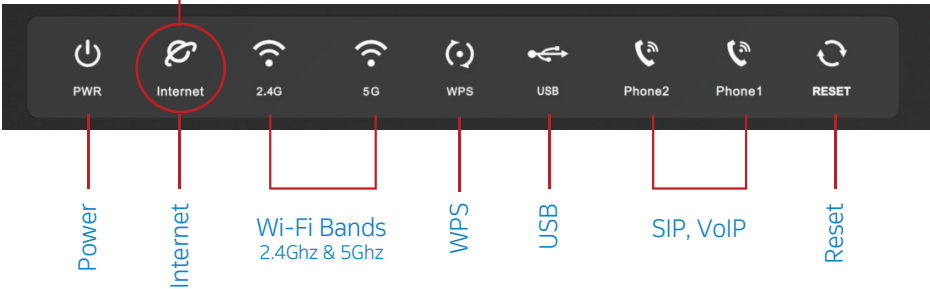 PWR Internet 2.4G 5G WPS USB Phone2 Phone1 RESET
Power
Internet
Wi-Fi Bands
2.4Ghz & 5Ghz
WPS
USB
SIP, VoIP
Reset